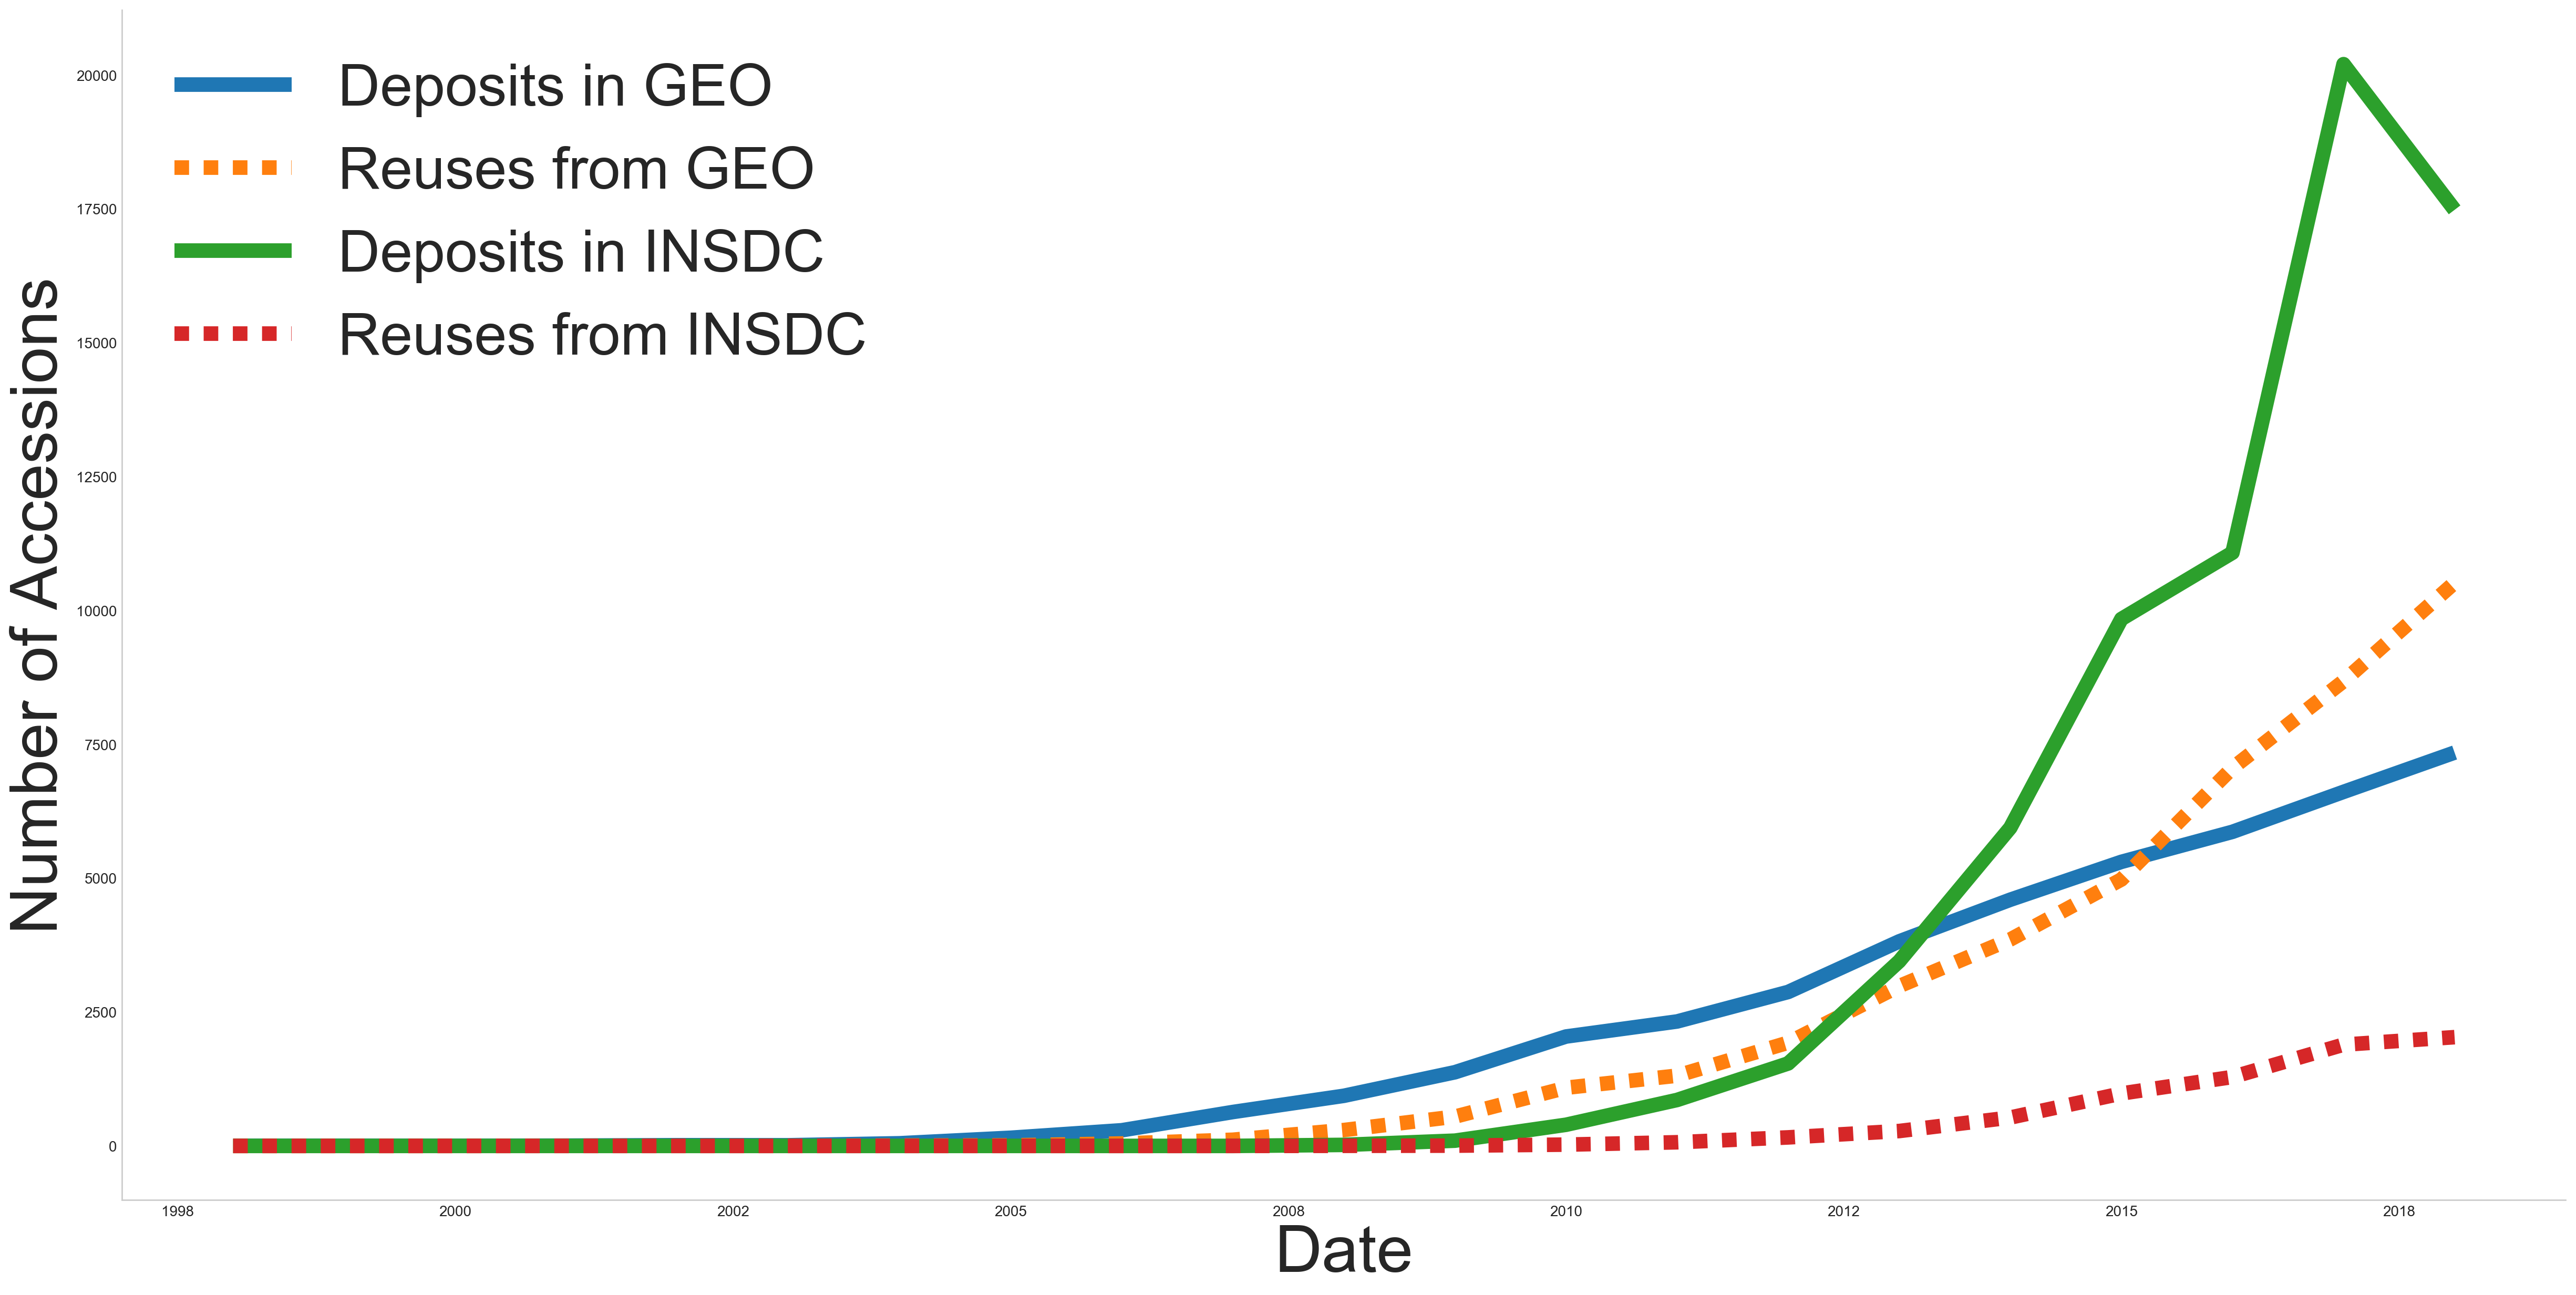 Deposits in GEO
Reuses from GEO
Deposits in INSDC
Reuses from INSDC
Number of Accessions
20000
17500
15000
12500
10000
7500
5000
2500
0
1998 2000 2002 2005 2008 2010 2012 2015 2018
Date